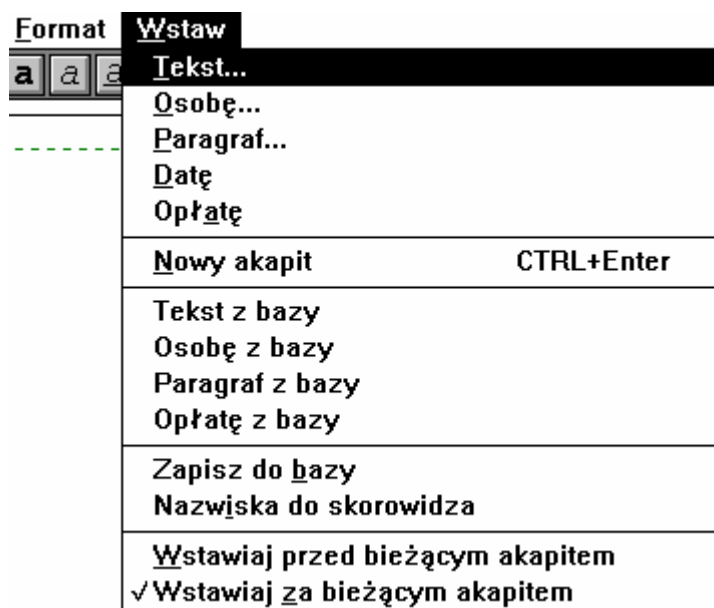 Format Wstaw
a a a
Tekst...
Osobę...
Paragraf...
Datę
Opłatę
Nowy akapit CTRL+Enter
Tekst z bazy
Osobę z bazy
Paragraf z bazy
Opłatę z bazy
Zapisz do bazy
Nazwiska do skorowidza
Wstawiaj przed bieżącym akapitem
√ Wstawiaj za bieżącym akapitem